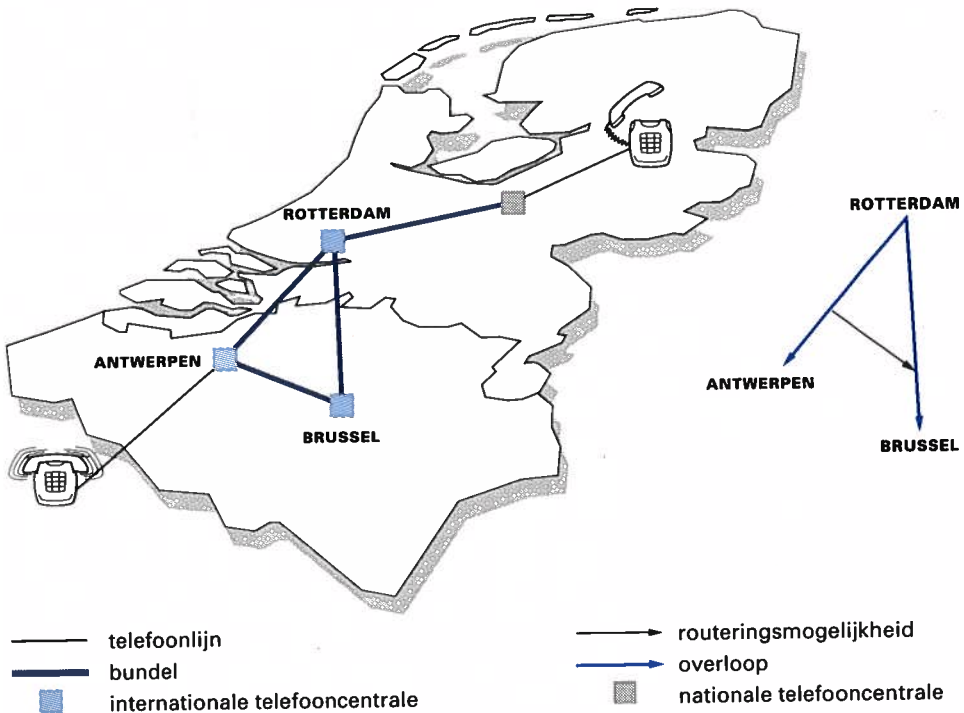 ROTTERDAM
ANTWERPEN
BRUSSEL
ROTTERDAM
ANTWERPEN
BRUSSEL
telefoonlijn
bundel
internationale telefooncentrale
routeringsmogelijkheid
overloop
nationale telefooncentrale